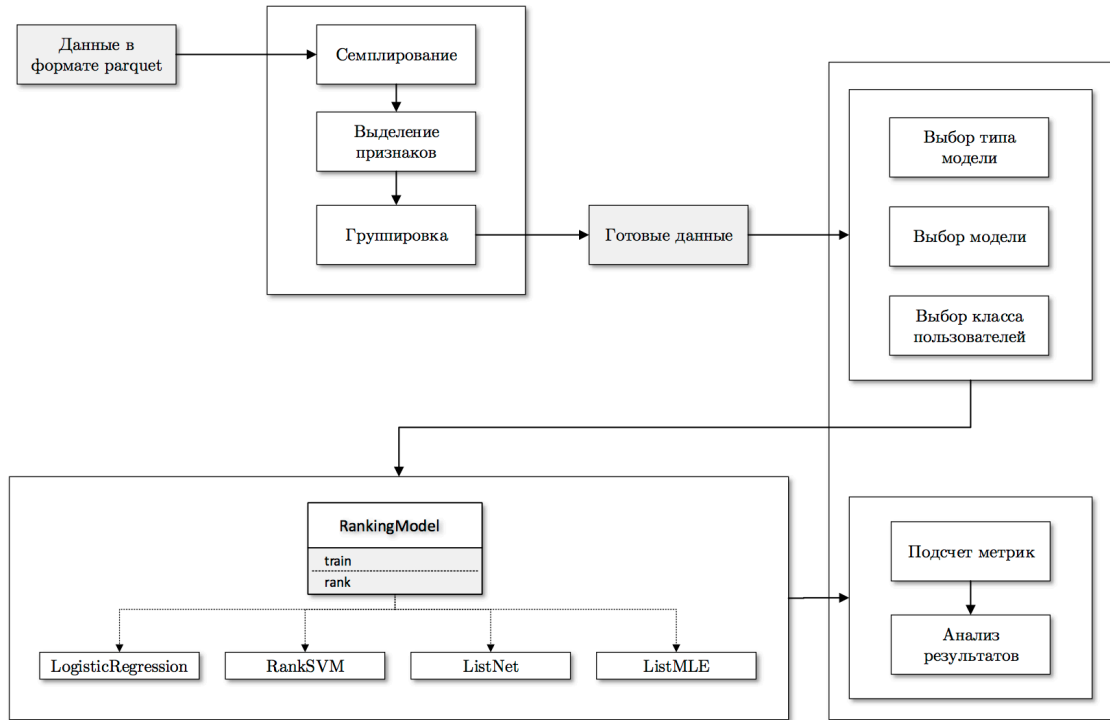 Данные в
формате parquet
Семплирование
Выделение
признаков
Группировка
Готовые данные
Выбор типа
модели
Выбор модели
Выбор класса
пользователей
RankingModel
train
rank
LogisticRegression
RankSVM
ListNet
ListMLE
Подсчет метрик
Анализ
результатов